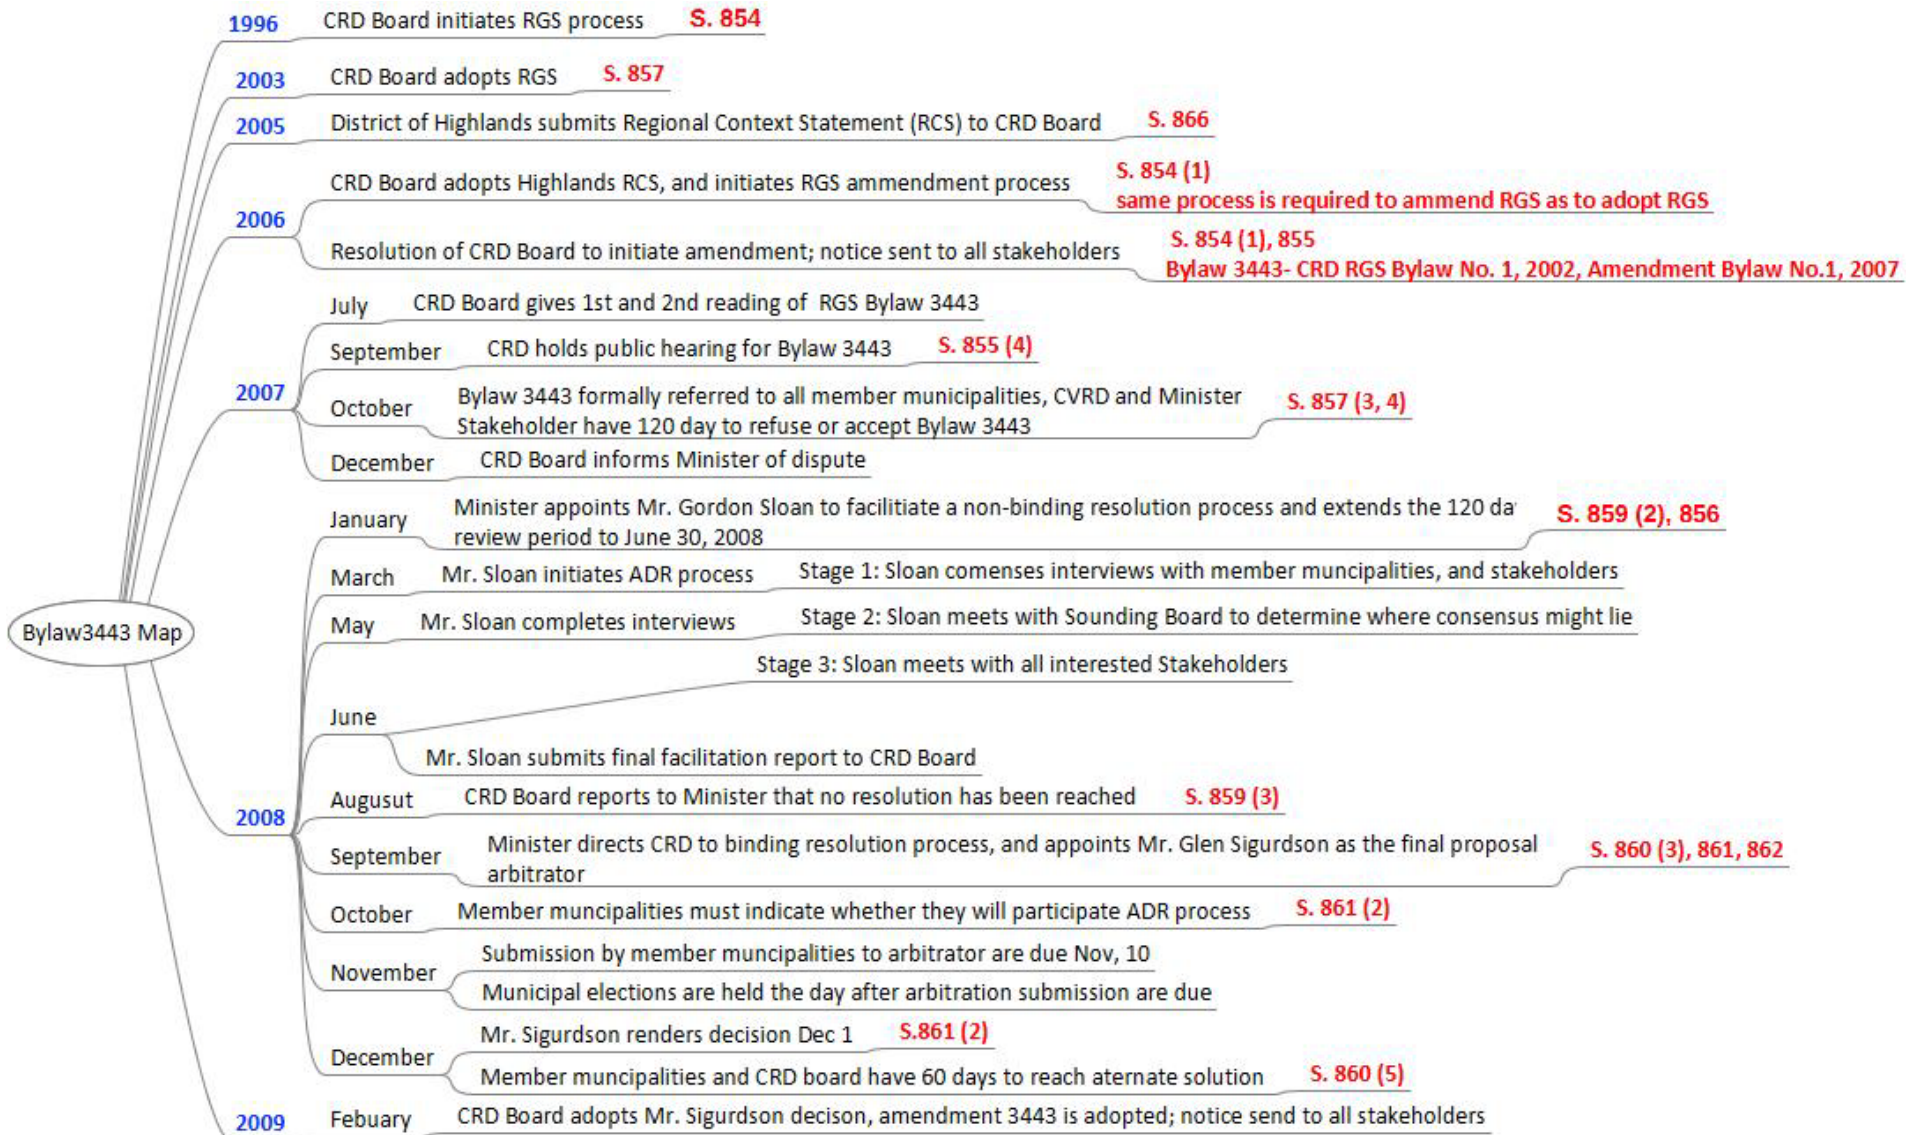 1996 CRD Board initiates RGS process S. 854
2003 CRD Board adopts RGS S. 857
2005 District of Highlands submits Regional Context Statement (RCS) to CRD Board S. 866
2006
CRD Board adopts Highlands RCS, and initiates RGS ammendment process
S. 854 (1)
same process is required to ammend RGS as to adopt RGS
Resolution of CRD Board to initiate amendment; notice sent to all stakeholders
S. 854 (1), 855
Bylaw 3443- CRD RGS Bylaw No. 1, 2002, Amendment Bylaw No.1, 2007
2007
July CRD Board gives 1st and 2nd reading of RGS Bylaw 3443
September CRD holds public hearing for Bylaw 3443 S. 855 (4)
October
Bylaw 3443 formally referred to all member municipalities, CVRD and Minister
Stakeholder have 120 day to refuse or accept Bylaw 3443
S. 857 (3, 4)
December CRD Board informs Minister of dispute
Bylaw3443 Map
2008
January
Minister appoints Mr. Gordon Sloan to facilitiate a non-binding resolution process and extends the 120 da
review period to June 30, 2008
S. 859 (2), 856
March Mr. Sloan initiates ADR process Stage 1: Sloan comenses interviews with member muncipalities, and stakeholders
May Mr. Sloan completes interviews Stage 2: Sloan meets with Sounding Board to determine where consensus might lie
June
Stage 3: Sloan meets with all interested Stakeholders
Mr. Sloan submits final facilitation report to CRD Board
Augusut CRD Board reports to Minister that no resolution has been reached S. 859 (3)
September
Minister directs CRD to binding resolution process, and appoints Mr. Glen Sigurdson as the final proposal
arbitrator
S. 860 (3), 861, 862
October Member muncipalities must indicate whether they will participate ADR process S. 861 (2)
November
Submission by member muncipalities to arbitrator are due Nov, 10
Municipal elections are held the day after arbitration submission are due
December
Mr. Sigurdson renders decision Dec 1 S.861 (2)
Member muncipalities and CRD board have 60 days to reach aternate solution S. 860 (5)
2009 Febuary CRD Board adopts Mr. Sigurdson decison, amendment 3443 is adopted; notice send to all stakeholders